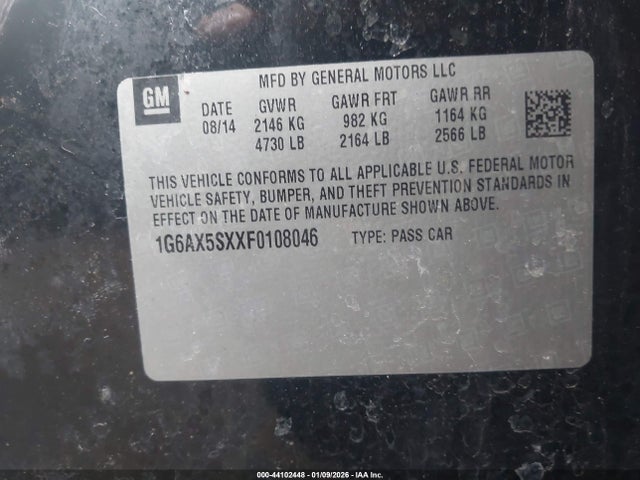 MFD BY GENERAL MOTORS LLC
GM
DATE GVWR GAWR FRT GAWR RR
08/14 2146 KG 982 KG 1164 KG
4730 LB 2164 LB 2566 LB
THIS VEHICLE CONFORMS TO ALL APPLICABLE U.S. FEDERAL MOTOR
VEHICLE SAFETY, BUMPER, AND THEFT PREVENTION STANDARDS IN
EFFECT ON THE DATE OF MANUFACTURE SHOWN ABOVE.
1G6AX5SXXF0108046 TYPE: PASS CAR
000-44102448 - 01/09/2026 - IAA Inc.